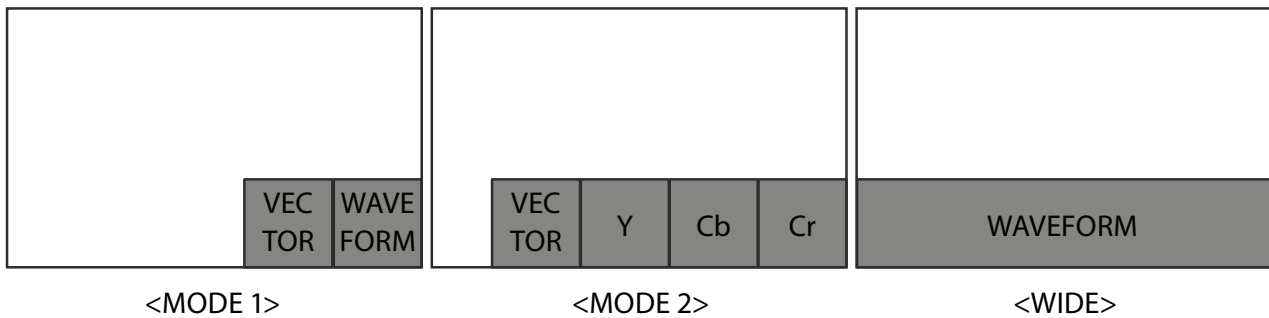 VEC
TOR
WAVE
FORM
VEC
TOR
Y
Cb
Cr
WAVEFORM
<MODE 1>
<MODE 2>
<WIDE>